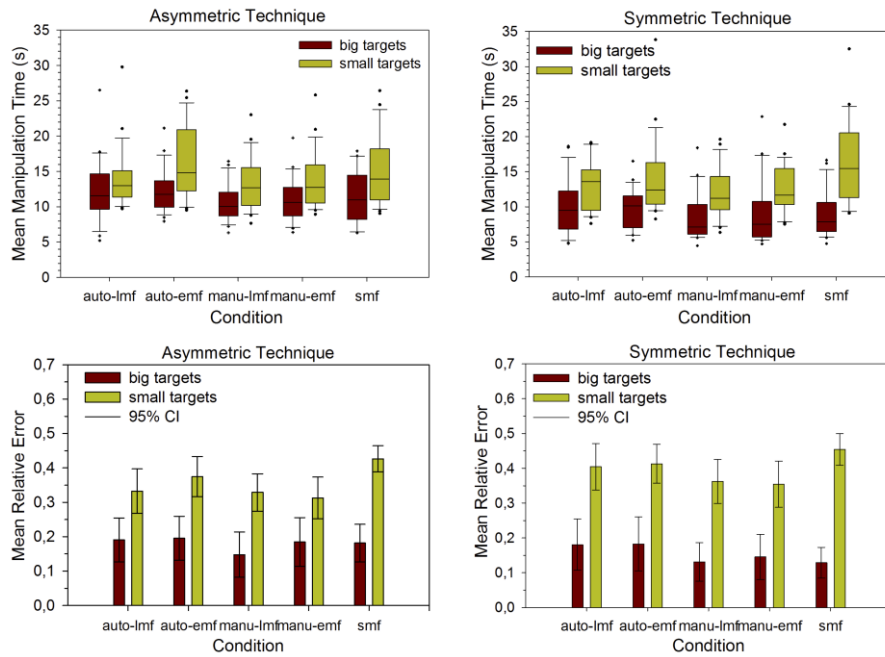 Asymmetric Technique
35
30
25
20
15
10
5
0
Mean Manipulation Time (s)
big targets
small targets
auto-lmf auto-emf manu-lmf manu-emf smf
Condition
Symmetric Technique
35
30
25
20
15
10
5
0
Mean Manipulation Time (s)
big targets
small targets
auto-lmf auto-emf manu-lmf manu-emf smf
Condition
Asymmetric Technique
0,7
0,6
0,5
0,4
0,3
0,2
0,1
0,0
Mean Relative Error
big targets
small targets
95% CI
auto-lmf auto-emf manu-lmf manu-emf smf
Condition
Symmetric Technique
0,7
0,6
0,5
0,4
0,3
0,2
0,1
0,0
Mean Relative Error
big targets
small targets
95% CI
auto-lmf auto-emf manu-lmf manu-emf smf
Condition